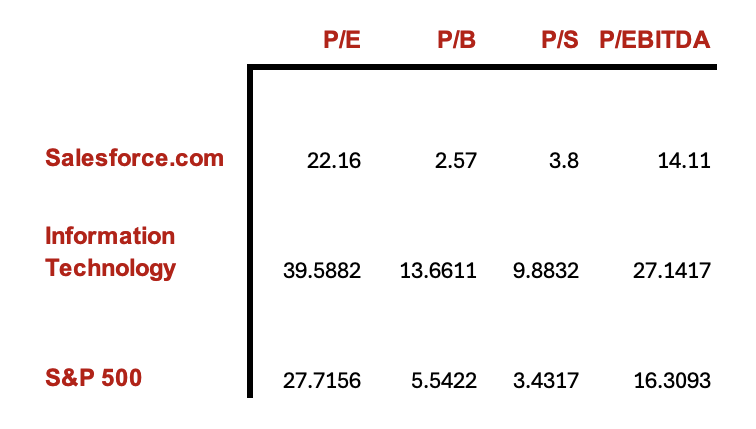 P/E P/B P/S P/EBITDA
Salesforce.com 22.16 2.57 3.8 14.11
Information
Technology 39.5882 13.6611 9.8832 27.1417
S&P 500 27.7156 5.5422 3.4317 16.3093